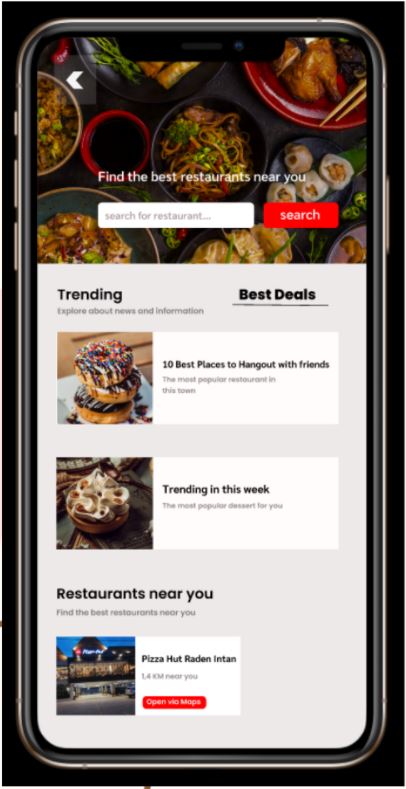 Find the best restaurants near you
search for restaurant...
search
Trending
Best Deals
Explore about news and information
10 Best Places to Hangout with friends
The most popular restaurant in
this town
Trending in this week
The most popular dessert for you
Restaurants near you
Find the best restaurants near you
Pizza Hut Raden Intan
1,4 KM near you
Open via Maps